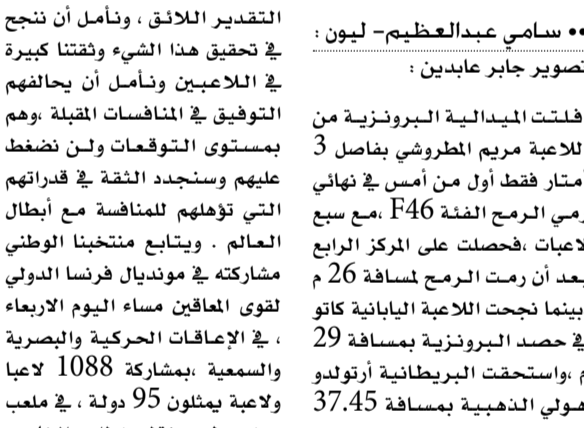 •• سامي عبدالعظيم- ليون :
تصوير جابر عابدين :
فلتت الميدالية البرونزية من
اللاعبة مريم المطروشي بفاصل 3
أمتار فقط أول من أمس في نهائي
رمي الرمح الفئة F46 ،مع سبع
لاعبات ،فحصلت على المركز الرابع
بعد أن رمت الرمح لمسافة 26 م
بينما نجحت اللاعبة اليابانية كاتو
في حصد البرونزية بمسافة 29
م ،واستحقت البريطانية أرتولدو
هولي الذهبية بمسافة 37.45
التقدير اللائق ، ونأمل أن ننجح
في تحقيق هذا الشيء وثقتنا كبيرة
في اللاعبين ونأمل أن يحالفهم
التوفيق في المنافسات المقبلة ،وهم
بمستوى التوقعات ولن نضغط
عليهم وسنجدد الثقة في قدراتهم
التي تؤهلهم للمنافسة مع أبطال
العالم . ويتابع منتخبنا الوطني
مشاركته في مونديال فرنسا الدولي
لقوى المعاقين مساء اليوم الاربعاء
، في الإعاقات الحركية والبصرية
والسمعية ،بمشاركة 1088 لاعبا
ولاعبة يمثلون 95 دولة ، في ملعب